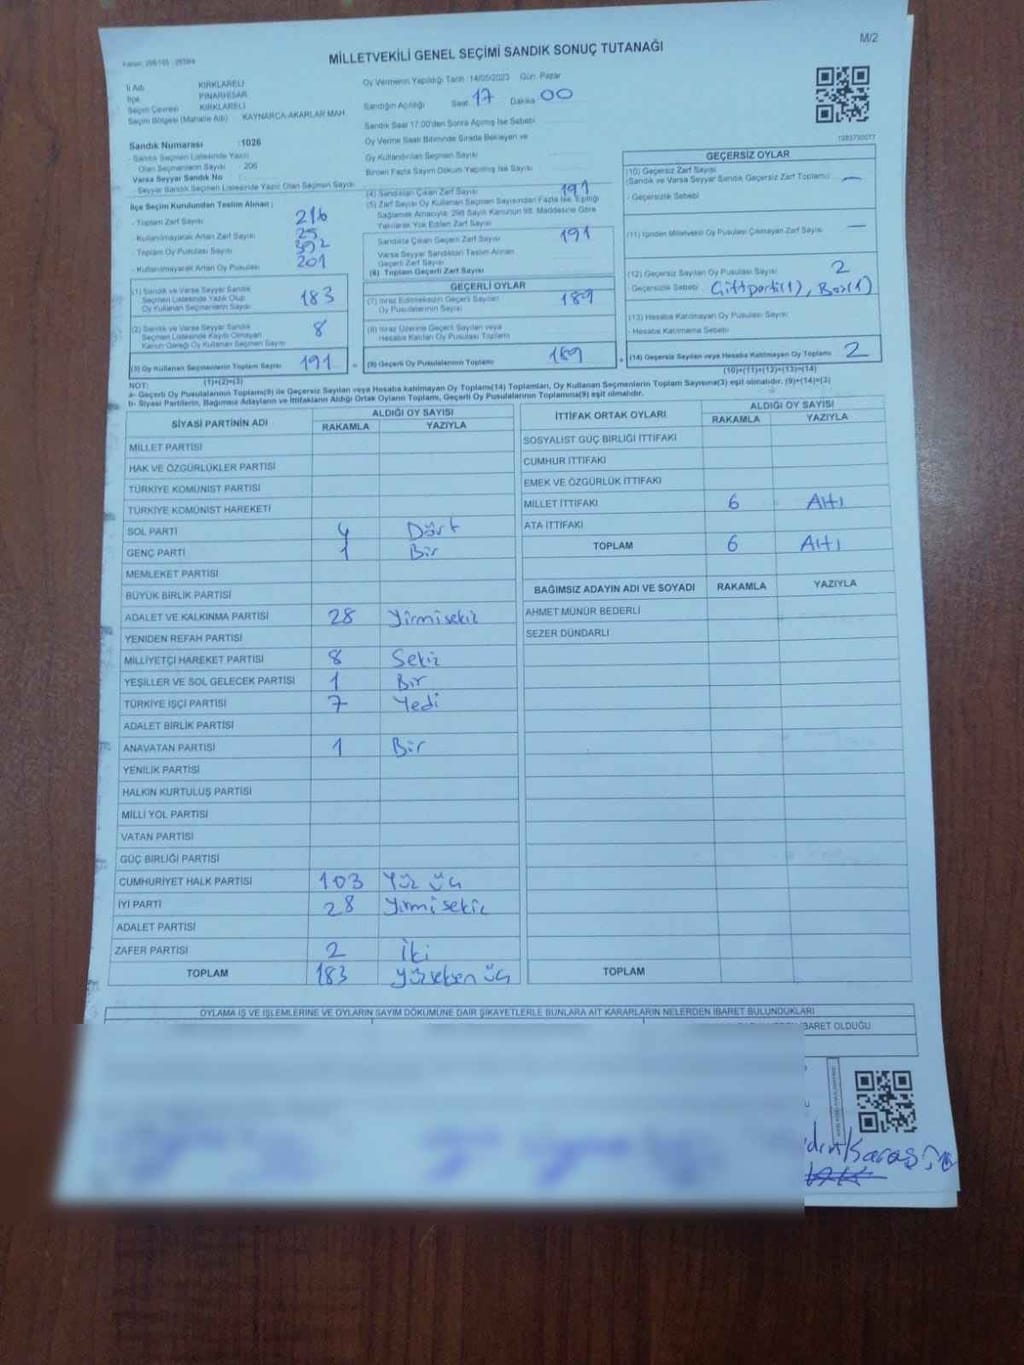 MİLLETVEKİLİ GENEL SEÇİMİ SANDIK SONUÇ TUTANAĞI
M/2
İl Adı KIRKLARELİ
İlçe PINARHİSAR
Seçim Çevresi KIRKLARELİ
Seçim Bölgesi (Mahalle Adı) KAYNARCA-AKARLAR MAH
Sandık Numarası :1026
- Sandık Seçmen Listesinde Yazılı
Olan Seçmenlerin Sayısı 206
Varsa Seyyar Sandık No
- Seyyar Sandık Seçmen Listesinde Yazılı Olan Seçmen Sayısı
Oy Vermenin Yapıldığı Tarih :14/05/2023 Gün: Pazar
Sandığın Açılığı Saat 17 Dakika 00
Sandık Saat 17:00'den Sonra Açılmış İse Sebebi
Oy Verme Saati Bitiminde Sırada Bekleyen ve
Oy Kullandırılan Seçmen Sayısı
Birden Fazla Sayım Döküm Yapılmış İse Sayısı
İlçe Seçim Kurulundan Teslim Alınan ;
- Toplam Zarf Sayısı 216
- Kullanılmayarak Artan Zarf Sayısı 25
- Toplam Oy Pusulası Sayısı 392
- Kullanılmayarak Artan Oy Pusulası 201
(1) Sandık ve Varsa Seyyar Sandık
Seçmen Listesinde Yazılı Olup
Oy Kullanan Seçmenlerin Sayısı 183
(2) Sandık ve Varsa Seyyar Sandık
Seçmen Listesinde Kayıtlı Olmayan
Kanun Gereği Oy Kullanan Seçmen Sayısı 8
(3) Oy Kullanan Seçmenlerin Toplam Sayısı 191
(1)+(2)=(3)
(4) Sandıktan Çıkan Zarf Sayısı 191
(5) Zarf Sayısı Oy Kullanan Seçmen Sayısından Fazla İse, Eşitliği
Sağlamak Amacıyla; 298 Sayılı Kanunun 98. Maddesine Göre
Yakılarak Yok Edilen Zarf Sayısı
Sandıkta Çıkan Geçerli Zarf Sayısı 191
Varsa Seyyar Sandıktan Teslim Alınan
Geçerli Zarf Sayısı
(6) Toplam Geçerli Zarf Sayısı
GEÇERLİ OYLAR
(7) İtiraz Edilmeksizin Geçerli Sayılan
Oy Pusulası Sayısı 189
(8) İtiraz Üzerine Geçerli Sayılan veya
Hesaba Katılan Oy Pusulası Toplamı
(9) Geçerli Oy Pusulalarının Toplamı 189
GEÇERSİZ OYLAR
(10) Geçersiz Zarf Sayısı
(Sandık ve Varsa Seyyar Sandık Geçersiz Zarf Toplamı) —
- Geçersizlik Sebebi
(11) İçinden Milletvekili Oy Pusulası Çıkmayan Zarf Sayısı —
(12) Geçersiz Sayılan Oy Pusulası Sayısı 2
- Geçersizlik Sebebi Çift parti(1), Boş(1)
(13) Hesaba Katılmayan Oy Pusulası Sayısı
- Hesaba Katılmama Sebebi
(14) Geçersiz Sayılan veya Hesaba Katılmayan Oy Toplamı 2
(10)+(11)+(12)+(13)=(14)
NOT:
a- Geçerli Oy Pusulalarının Toplamı(9) ile Geçersiz Sayılan veya Hesaba katılmayan Oy Toplamı(14) Toplamları, Oy Kullanan Seçmenlerin Toplam Sayısına(3) eşit olmalıdır. (9)+(14)=(3)
b- Siyasi Partilerin, Bağımsız Adayların ve İttifakların Aldığı Ortak Oyların Toplamı, Geçerli Oy Pusulalarının Toplamına(9) eşit olmalıdır.
SİYASİ PARTİNİN ADI ALDIĞI OY SAYISI
RAKAMLA YAZIYLA
MİLLET PARTİSİ
HAK VE ÖZGÜRLÜKLER PARTİSİ
TÜRKİYE KOMÜNİST PARTİSİ
TÜRKİYE KOMÜNİST HAREKETİ
SOL PARTİ 4 Dört
GENÇ PARTİ 1 Bir
MEMLEKET PARTİSİ
BÜYÜK BİRLİK PARTİSİ
ADALET VE KALKINMA PARTİSİ 28 Yirmisekiz
YENİDEN REFAH PARTİSİ
MİLLİYETÇİ HAREKET PARTİSİ 8 Sekiz
YEŞİLLER VE SOL GELECEK PARTİSİ 1 Bir
TÜRKİYE İŞÇİ PARTİSİ 7 Yedi
ADALET BİRLİK PARTİSİ
ANAVATAN PARTİSİ 1 Bir
YENİLİK PARTİSİ
HALKIN KURTULUŞ PARTİSİ
MİLLİ YOL PARTİSİ
VATAN PARTİSİ
GÜÇ BİRLİĞİ PARTİSİ
CUMHURİYET HALK PARTİSİ 103 Yüz üç
İYİ PARTİ 28 Yirmisekiz
ADALET PARTİSİ
ZAFER PARTİSİ 2 İki
TOPLAM 183 Yüzseksen üç
İTTİFAK ORTAK OYLARI ALDIĞI OY SAYISI
RAKAMLA YAZIYLA
SOSYALİST GÜÇ BİRLİĞİ İTTİFAKI
CUMHUR İTTİFAKI
EMEK VE ÖZGÜRLÜK İTTİFAKI
MİLLET İTTİFAKI 6 Altı
ATA İTTİFAKI
TOPLAM 6 Altı
BAĞIMSIZ ADAYIN ADI VE SOYADI RAKAMLA YAZIYLA
AHMET MÜNÜR BEDERLİ
SEZER DÜNDARLI
TOPLAM
OYLAMA İŞ VE İŞLEMLERİNE VE OYLARIN SAYIM DÖKÜMÜNE DAİR ŞİKAYETLERLE BUNLARA AİT KARARLARIN NELERDEN İBARET BULUNDUKLARI
BARET OLDUĞU